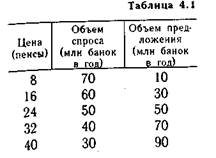 Таблица 4.1
Цена (пенсы) Объем спроса (млн банок в год) Объем пред- ложения (млн банок в год)
8 70 10
16 60 30
24 50 50
32 40 70
40 30 90